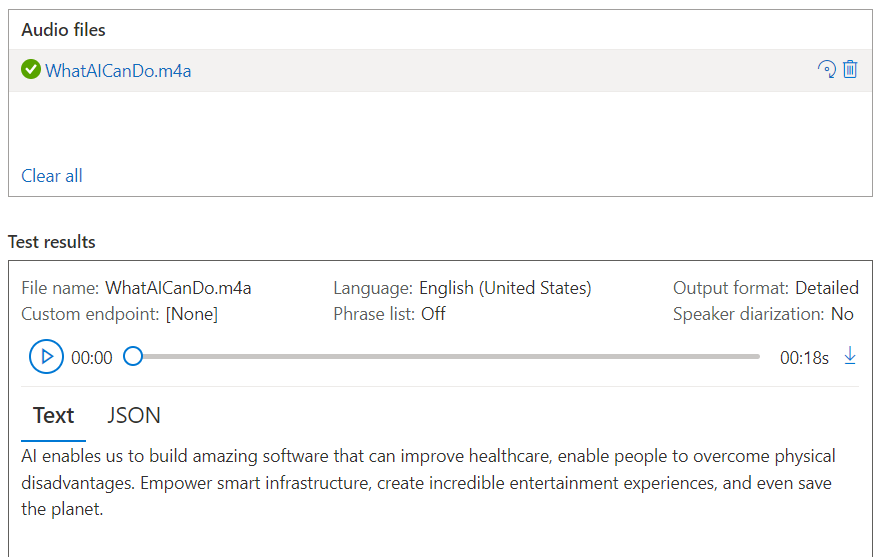 Audio files
WhatAICanDo.m4a
Clear all
Test results
File name: WhatAICanDo.m4a Language: English (United States) Output format: Detailed
Custom endpoint: [None] Phrase list: Off Speaker diarization: No
00:00 00:18s
Text JSON
AI enables us to build amazing software that can improve healthcare, enable people to overcome physical
disadvantages. Empower smart infrastructure, create incredible entertainment experiences, and even save
the planet.